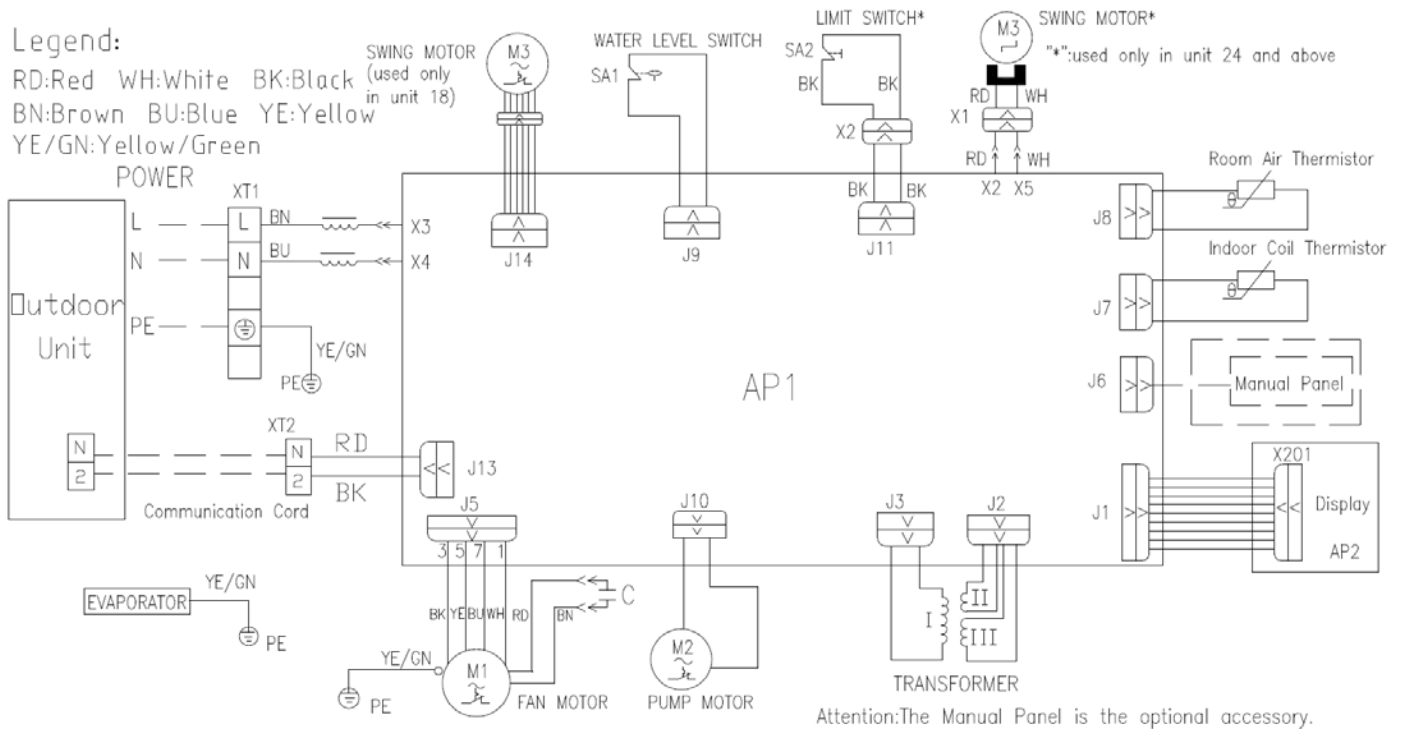 Legend:
RD:Red WH:White BK:Black
BN:Brown BU:Blue YE:Yellow
YE/GN:Yellow/Green
POWER
SWING MOTOR
(used only
in unit 18)
M3
WATER LEVEL SWITCH
SA1
LIMIT SWITCH*
SA2
BK
BK
X2
BK
BK
M3
SWING MOTOR*
"*":used only in unit 24 and above
RD
WH
X1
RD
WH
X2
X5
Outdoor
Unit
L
N
PE
XT1
L
N
BN
BU
X3
X4
YE/GN
PE
J14
J9
J11
J8
Room Air Thermistor
θ
J7
Indoor Coil Thermistor
θ
J6
Manual Panel
AP1
N
2
XT2
N
2
RD
BK
J13
Communication Cord
J5
3 5 7 1
J10
J3
J2
J1
X201
Display
AP2
EVAPORATOR
YE/GN
PE
BK YE BU WH RD BN
C
YE/GN
PE
M1
FAN MOTOR
M2
PUMP MOTOR
I
II
III
TRANSFORMER
Attention:The Manual Panel is the optional accessory.